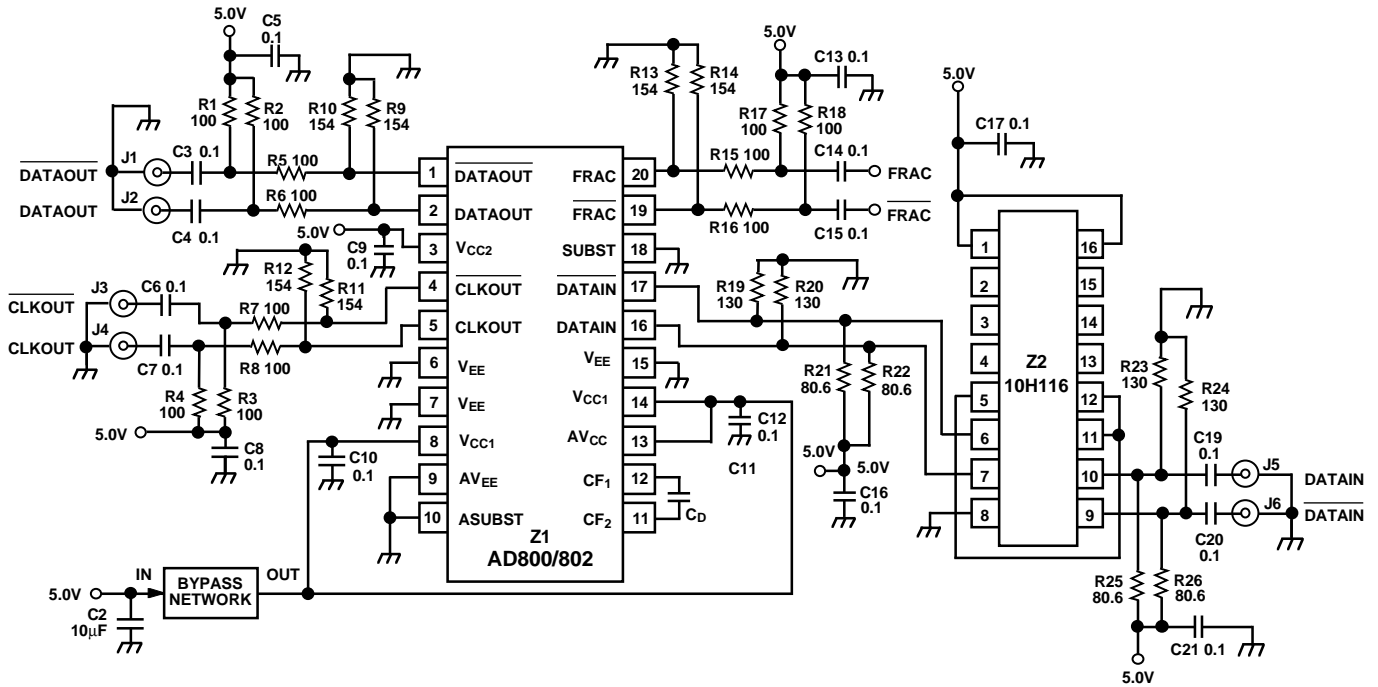 5.0V
C5
0.1
R1
100
R2
100
R10
154
R9
154
DATAOUT
J1
C3 0.1
R5 100
DATAOUT
J2
C4 0.1
R6 100
5.0V
C9
0.1
R12
154
R11
154
CLKOUT
J3
C6 0.1
R7 100
CLKOUT
J4
C7 0.1
R8 100
R4
100
R3
100
5.0V
C8
0.1
C10
0.1
5.0V
IN
BYPASS
NETWORK
OUT
C2
10µF
1 DATAOUT
2 DATAOUT
3 VCC2
4 CLKOUT
5 CLKOUT
6 VEE
7 VEE
8 VCC1
9 AVEE
10 ASUBST
FRAC 20
FRAC 19
SUBST 18
DATAIN 17
DATAIN 16
VEE 15
VCC1 14
AVCC 13
CF1 12
CF2 11
Z1
AD800/802
R13
154
R14
154
5.0V
C13 0.1
R17
100
R18
100
R15 100
C14 0.1
FRAC
R16 100
C15 0.1
FRAC
R19
130
R20
130
R21
80.6
R22
80.6
C12
0.1
C11
CD
5.0V
5.0V
C16
0.1
5.0V
C17 0.1
1
2
3
4
5
6
7
8
16
15
14
13
12
11
10
9
Z2
10H116
R23
130
R24
130
C19
0.1
J5
DATAIN
J6
DATAIN
C20
0.1
R25
80.6
R26
80.6
C21 0.1
5.0V